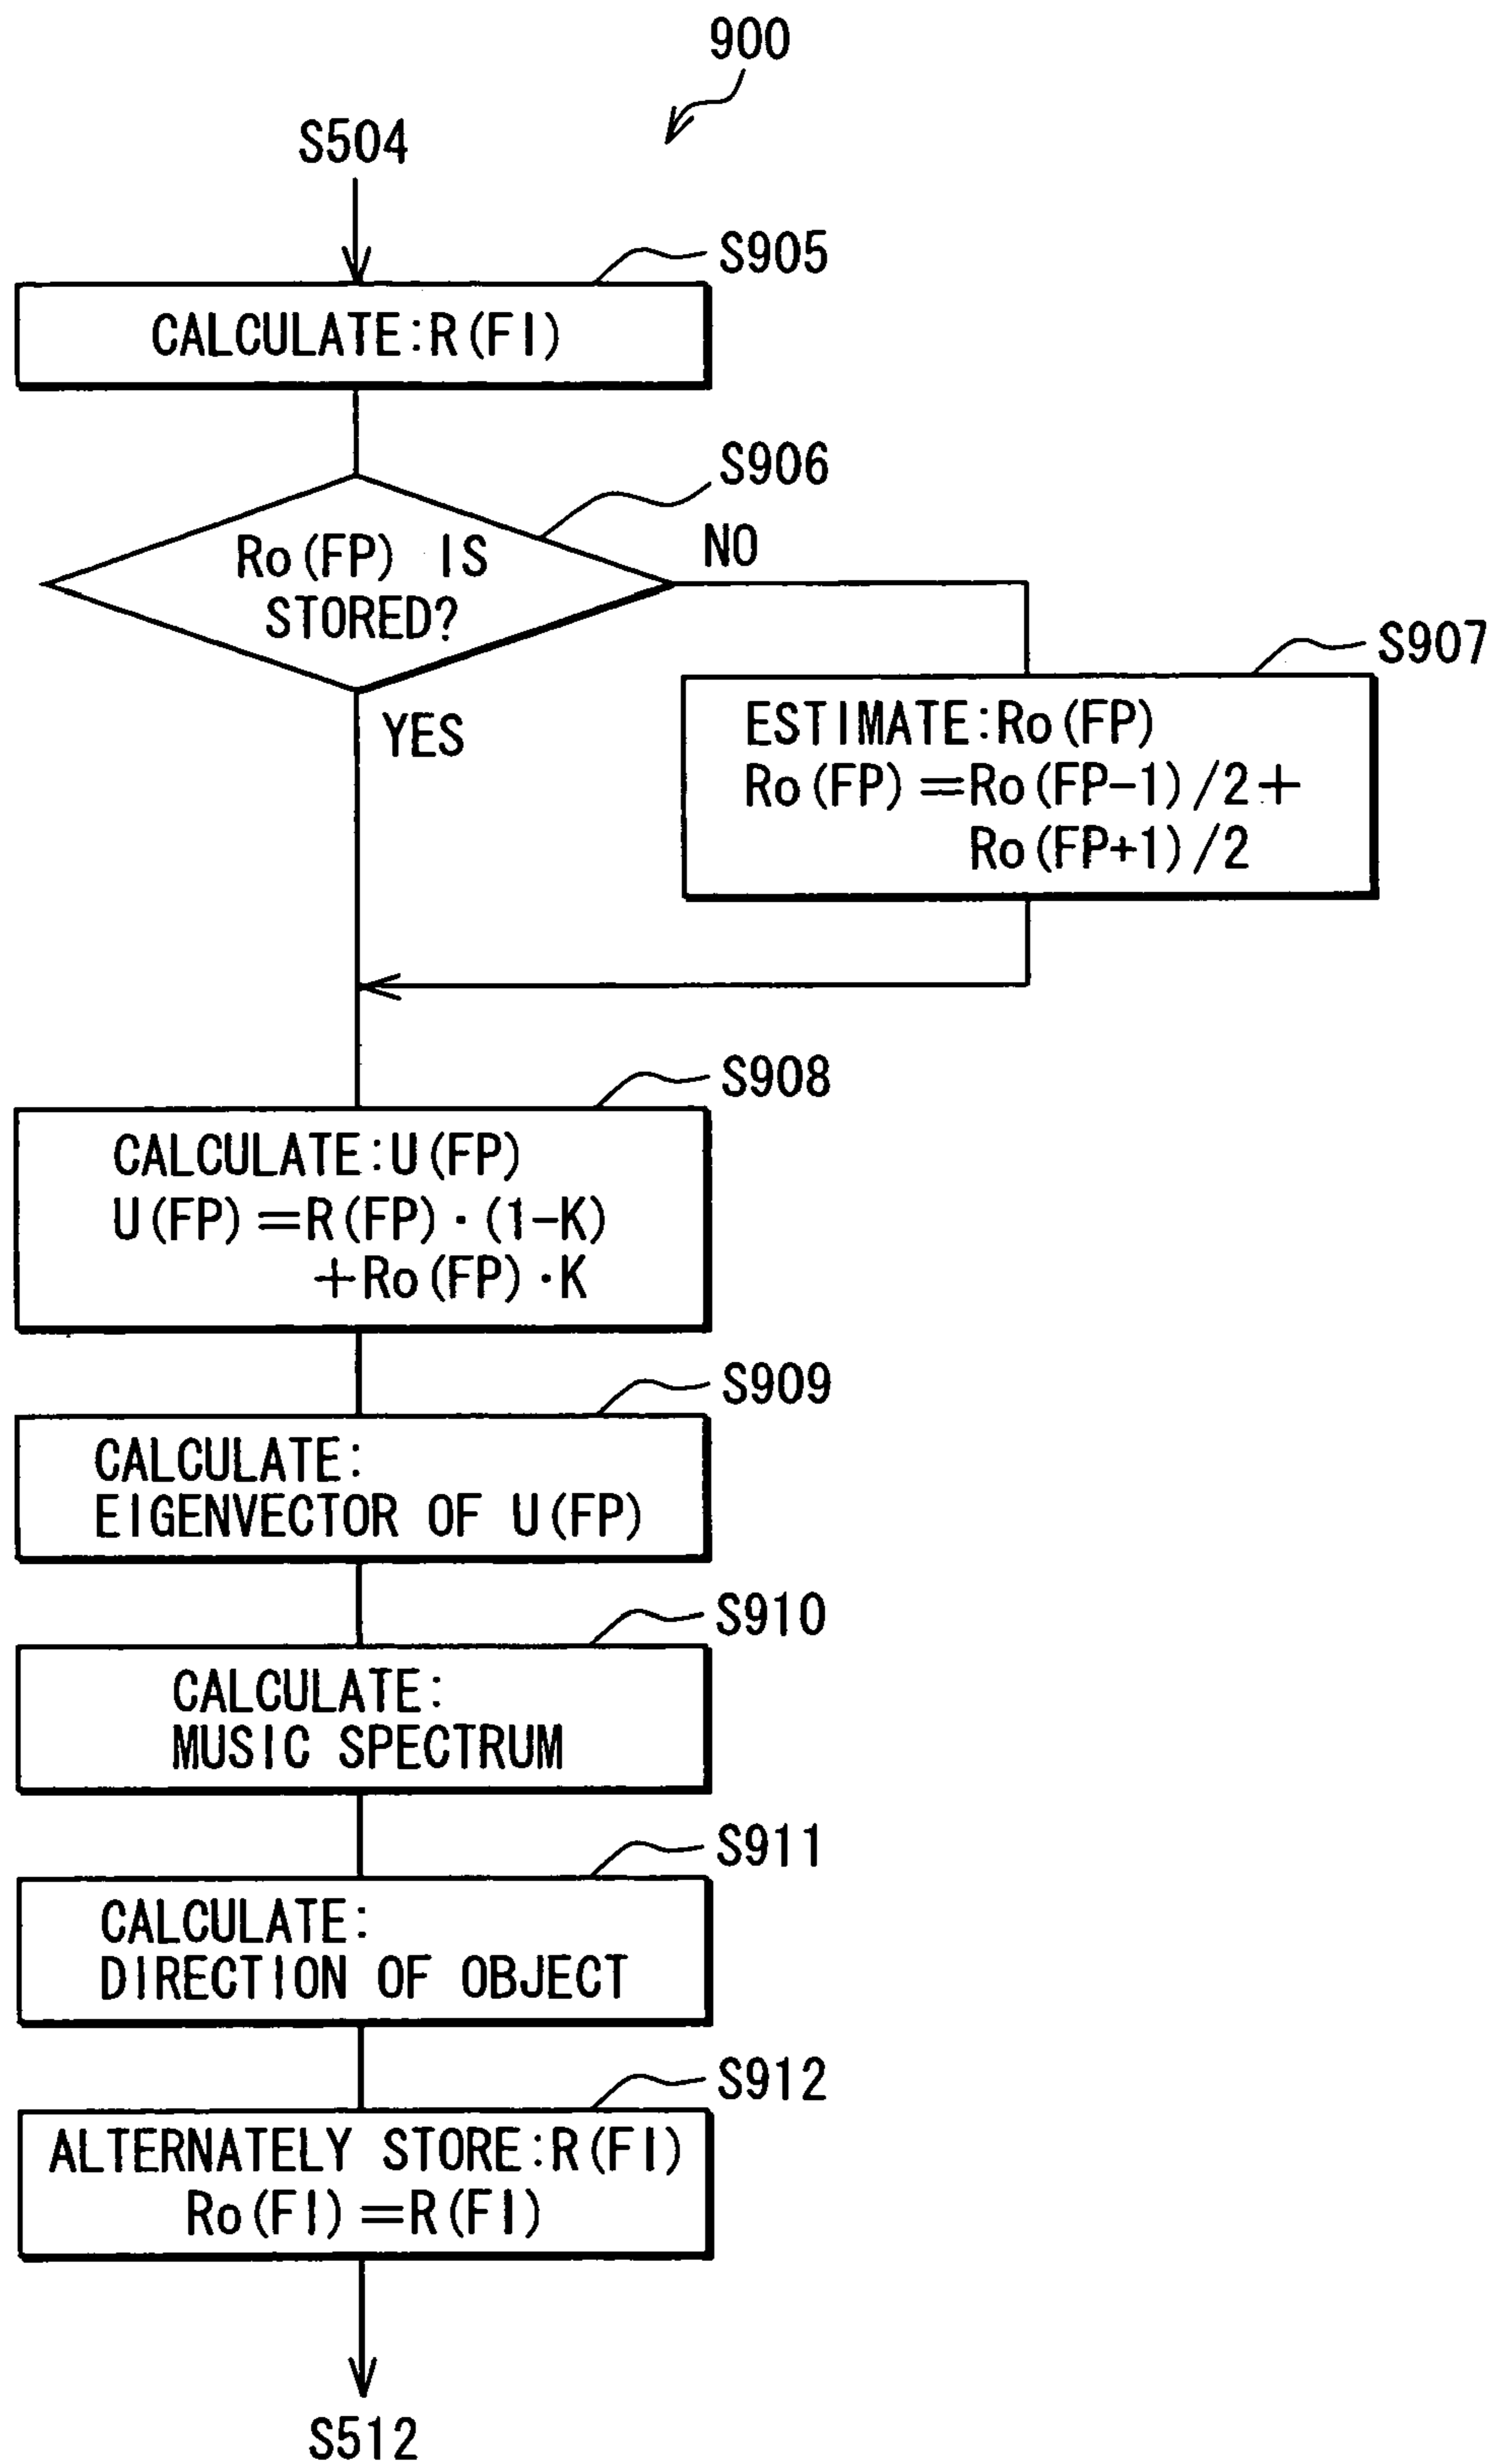 900
S504
S905
CALCULATE:R(FI)
S906
Ro(FP) IS
STORED?
NO
YES
S907
ESTIMATE:Ro(FP)
Ro(FP)=Ro(FP-1)/2+
Ro(FP+1)/2
S908
CALCULATE:U(FP)
U(FP)=R(FP)·(1-K)
+Ro(FP)·K
S909
CALCULATE:
EIGENVECTOR OF U(FP)
S910
CALCULATE:
MUSIC SPECTRUM
S911
CALCULATE:
DIRECTION OF OBJECT
S912
ALTERNATELY STORE:R(FI)
Ro(FI)=R(FI)
S512